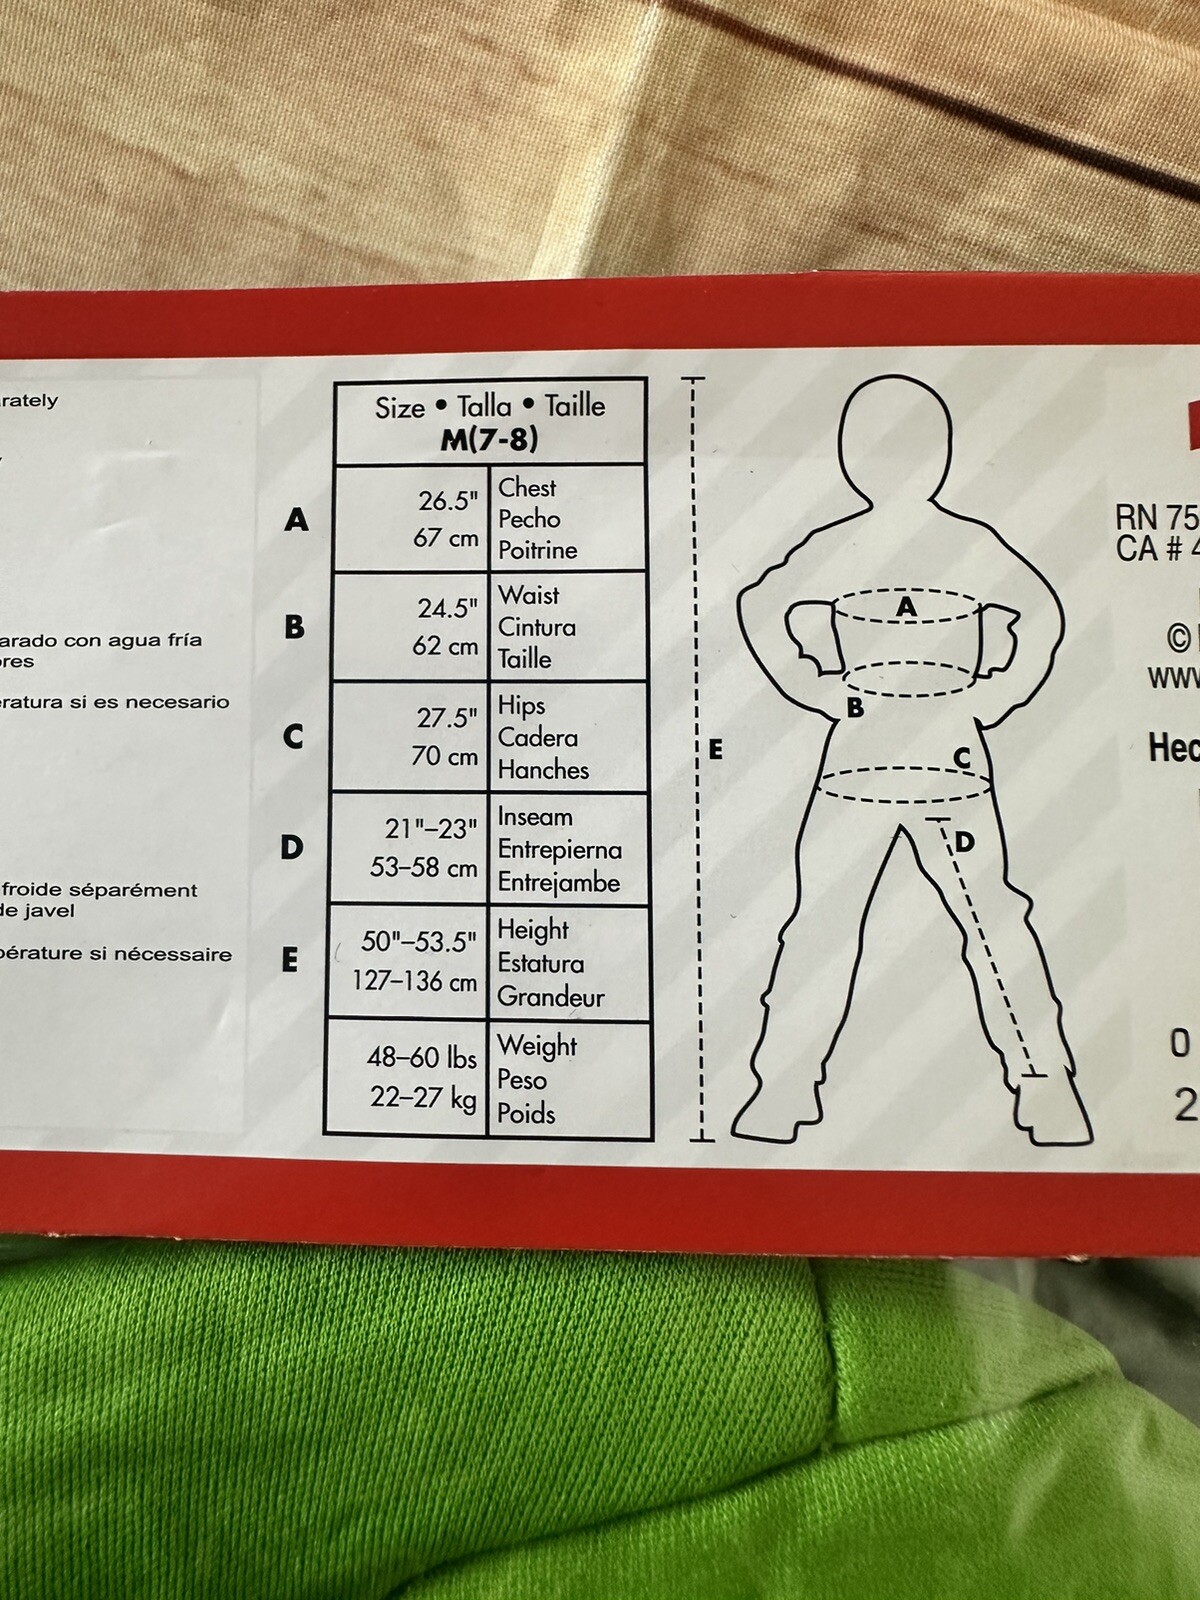 rately
arado con agua fría
ores
eratura si es necesario
froide séparément
de javel
pérature si nécessaire
Size • Talla • Taille
M(7-8)
A
26.5"
67 cm
Chest
Pecho
Poitrine
B
24.5"
62 cm
Waist
Cintura
Taille
C
27.5"
70 cm
Hips
Cadera
Hanches
D
21"–23"
53–58 cm
Inseam
Entrepierna
Entrejambe
E
50"–53.5"
127–136 cm
Height
Estatura
Grandeur
48–60 lbs
22–27 kg
Weight
Peso
Poids
A
B
C
D
E
RN 75
CA # 4
©
www
Hec
0
2